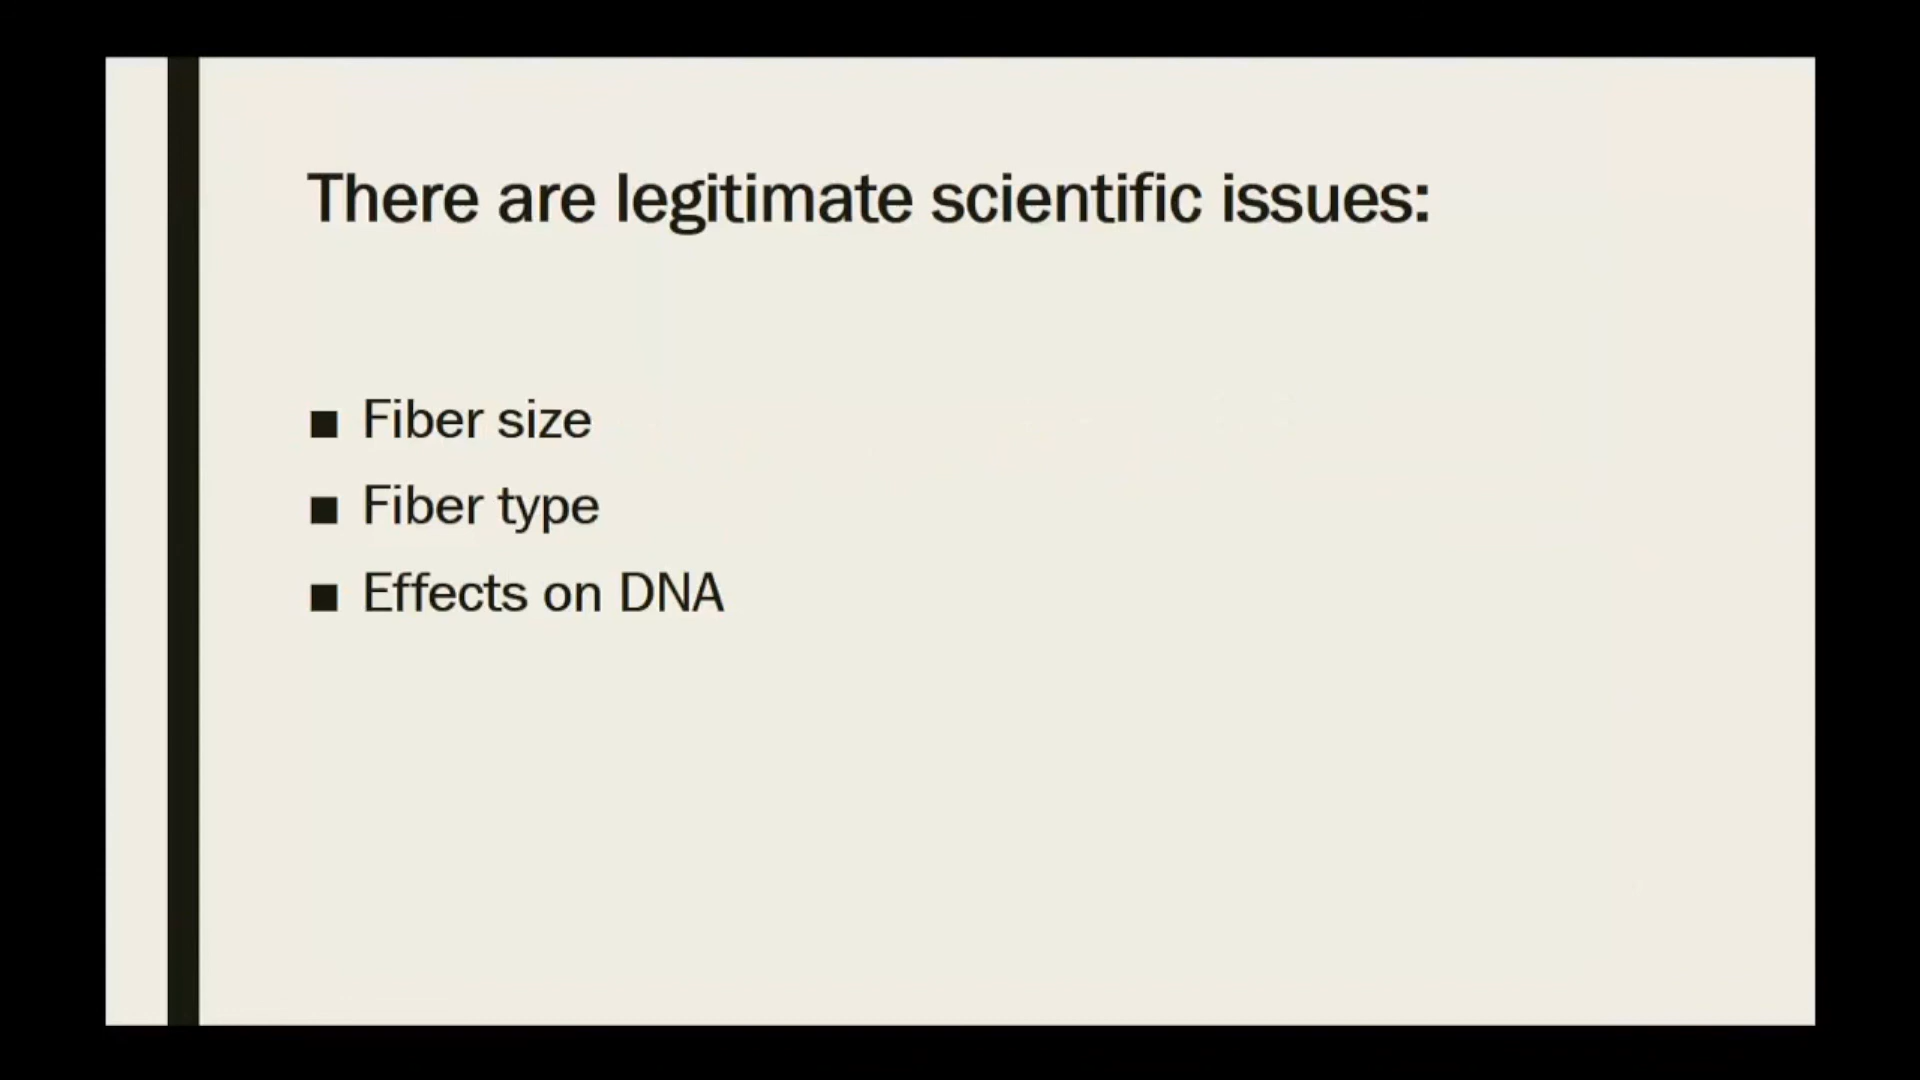 There are legitimate scientific issues:
■ Fiber size
■ Fiber type
■ Effects on DNA